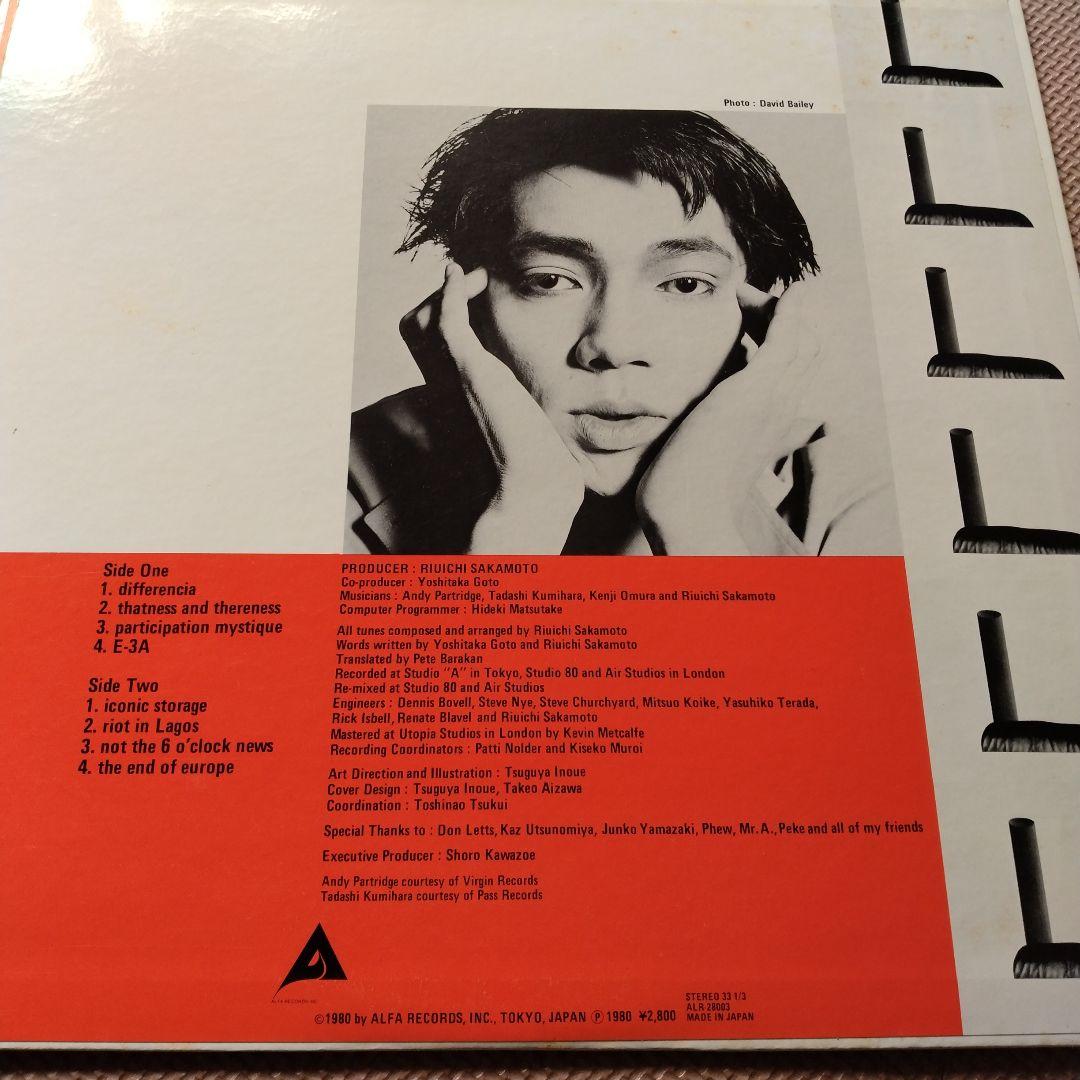 Photo : David Bailey
Side One
1. differencia
2. thatness and thereness
3. participation mystique
4. E-3A
Side Two
1. iconic storage
2. riot in Lagos
3. not the 6 o'clock news
4. the end of europe
PRODUCER : RIUICHI SAKAMOTO
Co-producer : Yoshitaka Goto
Musicians : Andy Partridge, Tadashi Kumihara, Kenji Omura and Riuichi Sakamoto
Computer Programmer : Hideki Matsutake
All tunes composed and arranged by Riuichi Sakamoto
Words written by Yoshitaka Goto and Riuichi Sakamoto
Translated by Pete Barakan
Recorded at Studio "A" in Tokyo, Studio 80 and Air Studios in London
Re-mixed at Studio 80 and Air Studios
Engineers : Dennis Bovell, Steve Nye, Steve Churchyard, Mitsuo Koike, Yasuhiko Terada,
Rick Isbell, Renate Blavel and Riuichi Sakamoto
Mastered at Utopia Studios in London by Kevin Metcalfe
Recording Coordinators : Patti Nolder and Kiseko Muroi
Art Direction and Illustration : Tsuguya Inoue
Cover Design : Tsuguya Inoue, Takeo Aizawa
Coordination : Toshinao Tsukui
Special Thanks to : Don Letts, Kaz Utsunomiya, Junko Yamazaki, Phew, Mr. A., Peke and all of my friends
Executive Producer : Shoro Kawazoe
Andy Partridge courtesy of Virgin Records
Tadashi Kumihara courtesy of Pass Records
ALFA RECORDS INC
©1980 by ALFA RECORDS, INC., TOKYO, JAPAN ℗ 1980 ¥2,800
STEREO 33 1/3
ALR-28003
MADE IN JAPAN